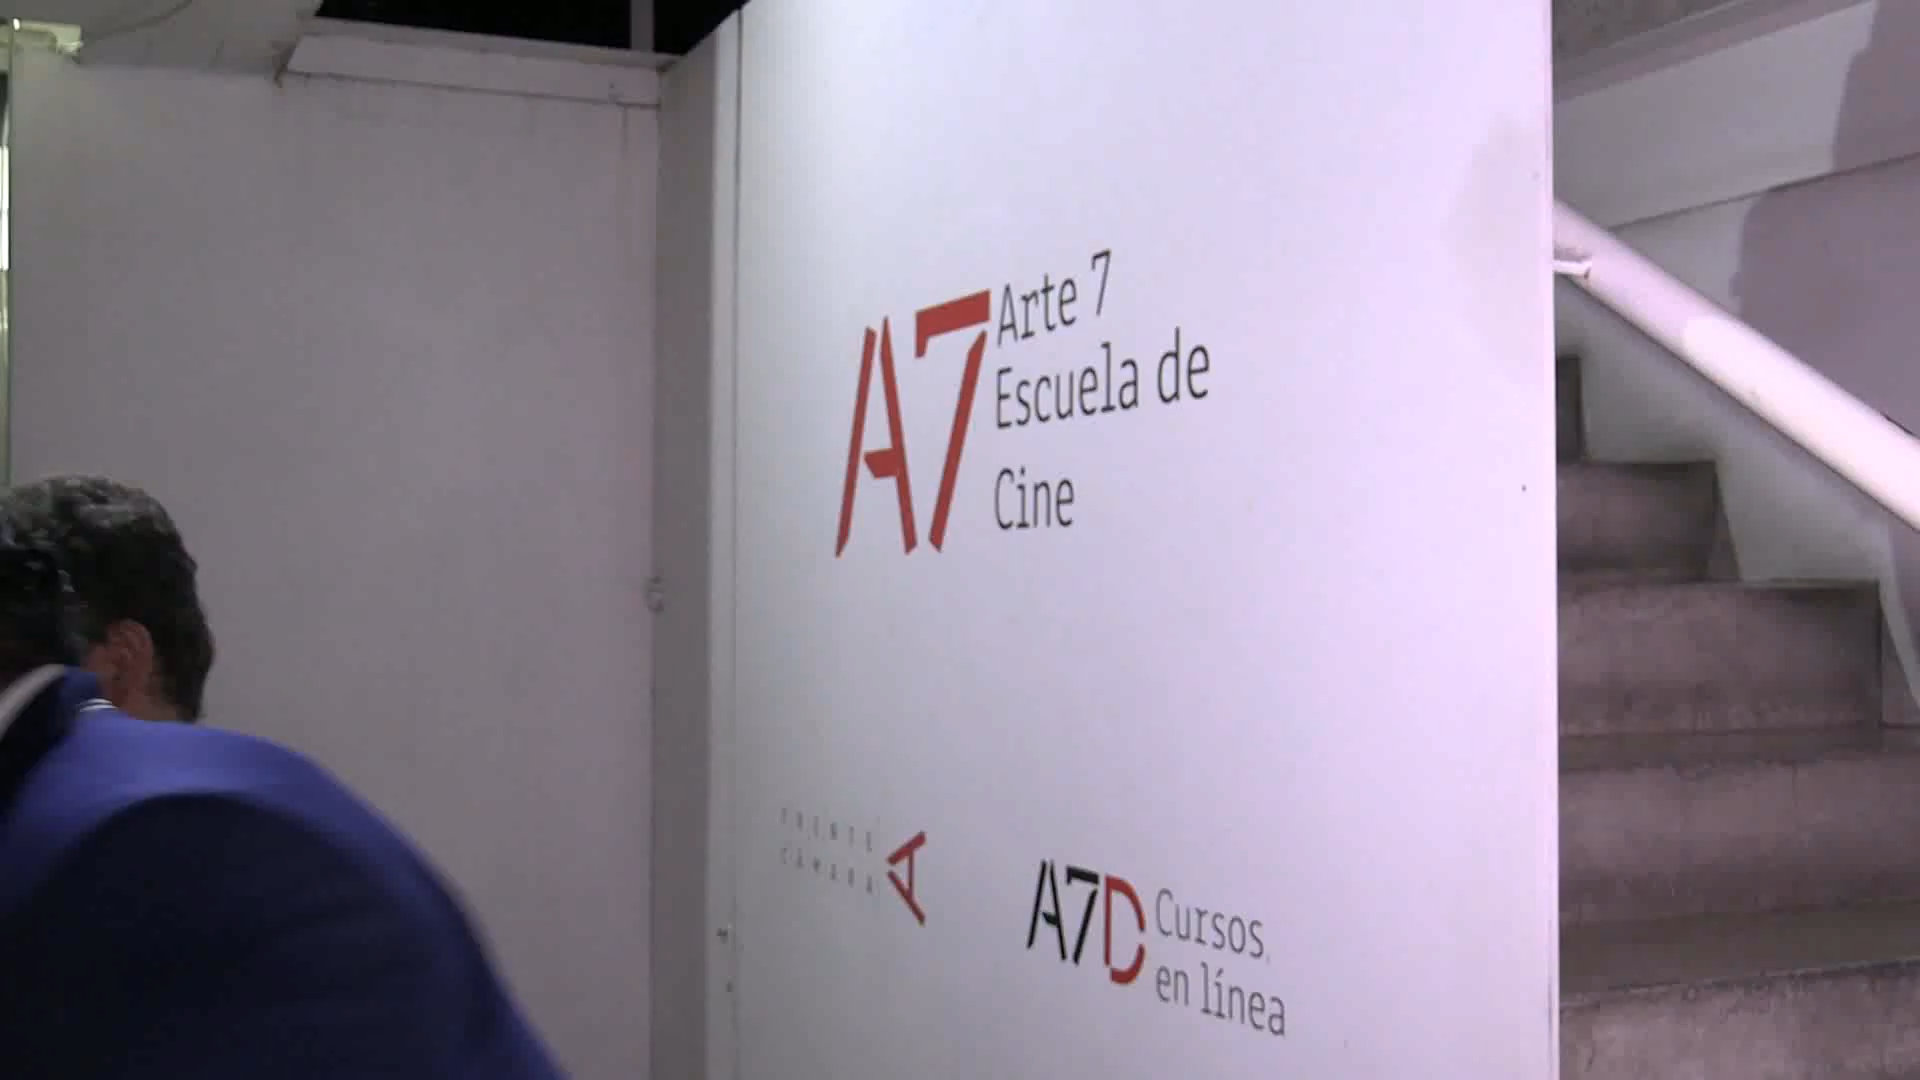 A7
Arte 7
Escuela de
Cine
FRENTE
CÁMARA
A
A7D
Cursos
en línea